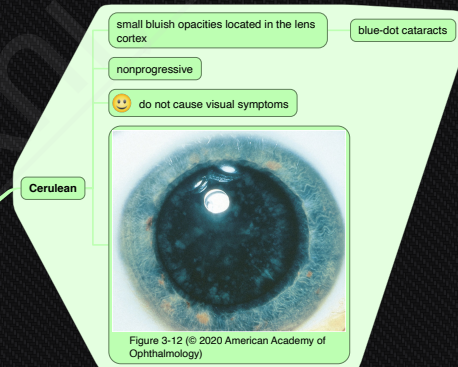 small bluish opacities located in the lens
cortex
blue-dot cataracts
nonprogressive
do not cause visual symptoms
Cerulean
Figure 3-12 (© 2020 American Academy of
Ophthalmology)